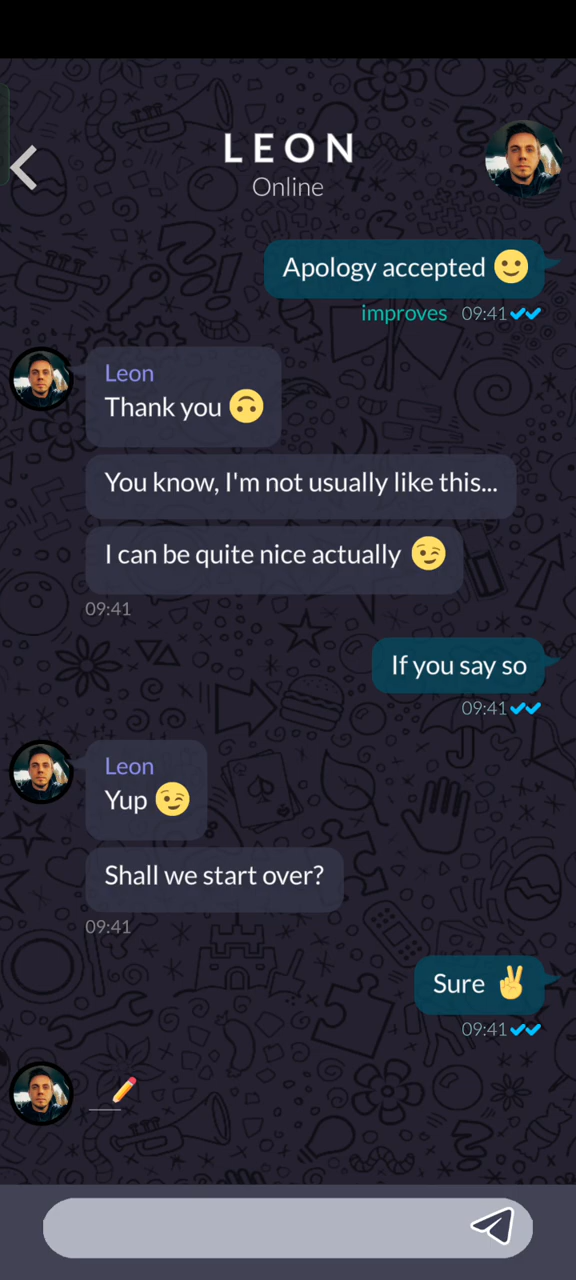 LEON
Online
Apology accepted 🙂
improves 09:41
Leon
Thank you 🙃
You know, I'm not usually like this...
I can be quite nice actually 😉
09:41
If you say so
09:41
Leon
Yup 😉
Shall we start over?
09:41
Sure ✌️
09:41